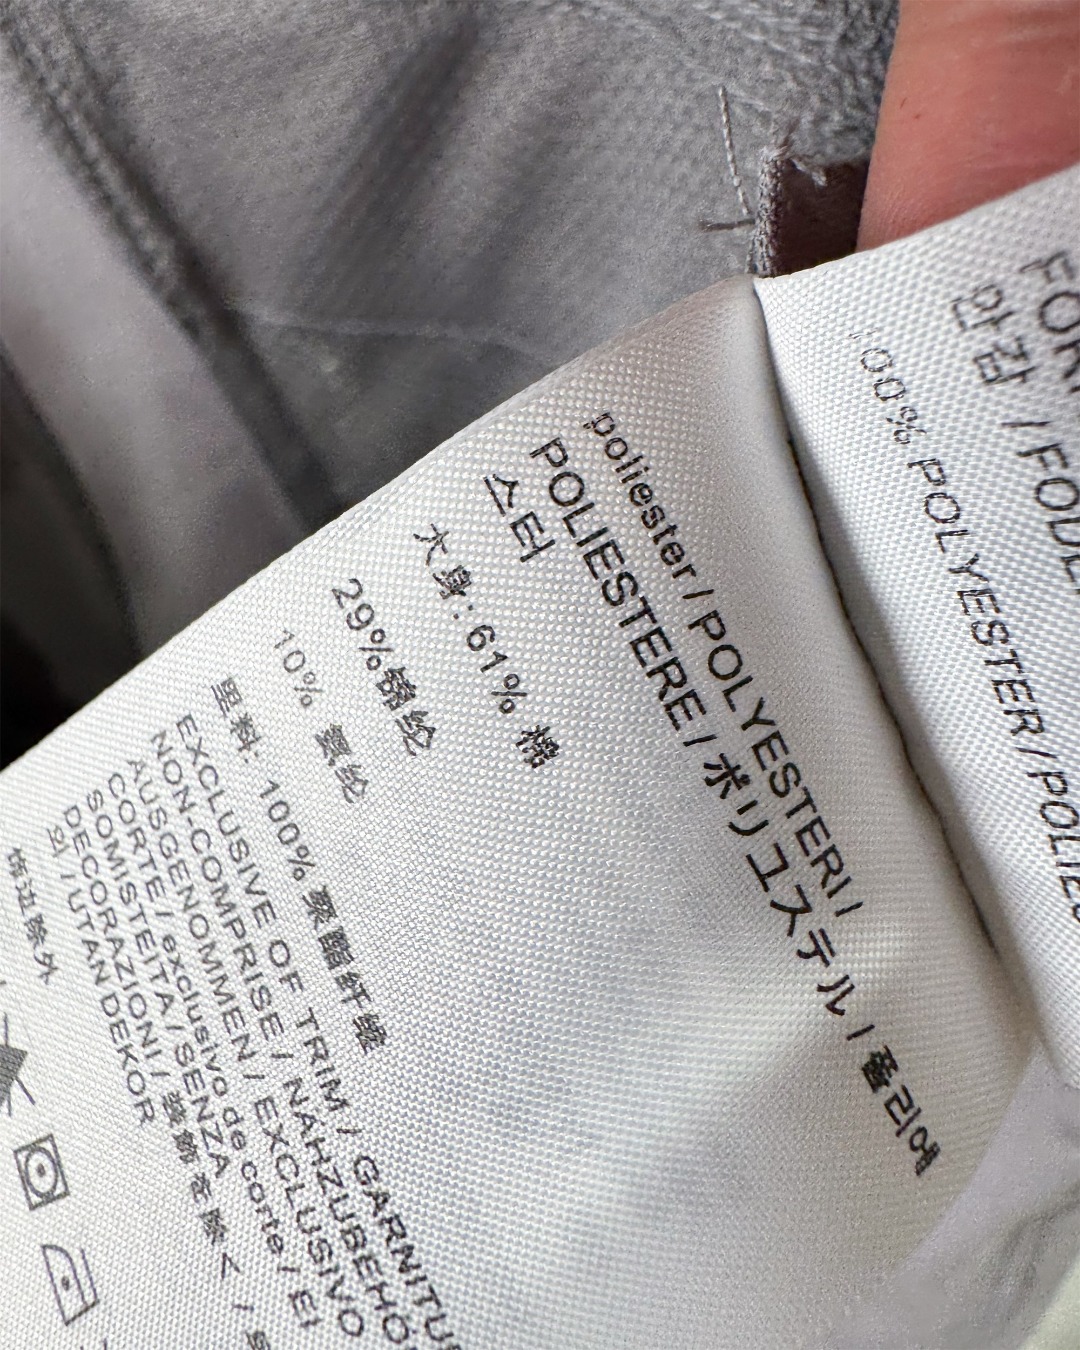 100% POLYESTER / POLIES
안감 / FODE
poliester / POLYESTERI /
POLIESTERE / ポリエステル / 폴리에
스터
大身: 61% 棉
29%锦纶
10% 氨纶
里料: 100% 聚酯纤维
EXCLUSIVE OF TRIM / GARNITU
NON-COMPRISE / NAHZUBEHÖ
AUSGENOMMEN / EXCLUSIVO
CORTE / exclusivo de corte / EI
SOMISTEITA / SENZA
DECORAZIONI / 装飾を除く /
외 / UTAN DEKOR
饰边除外